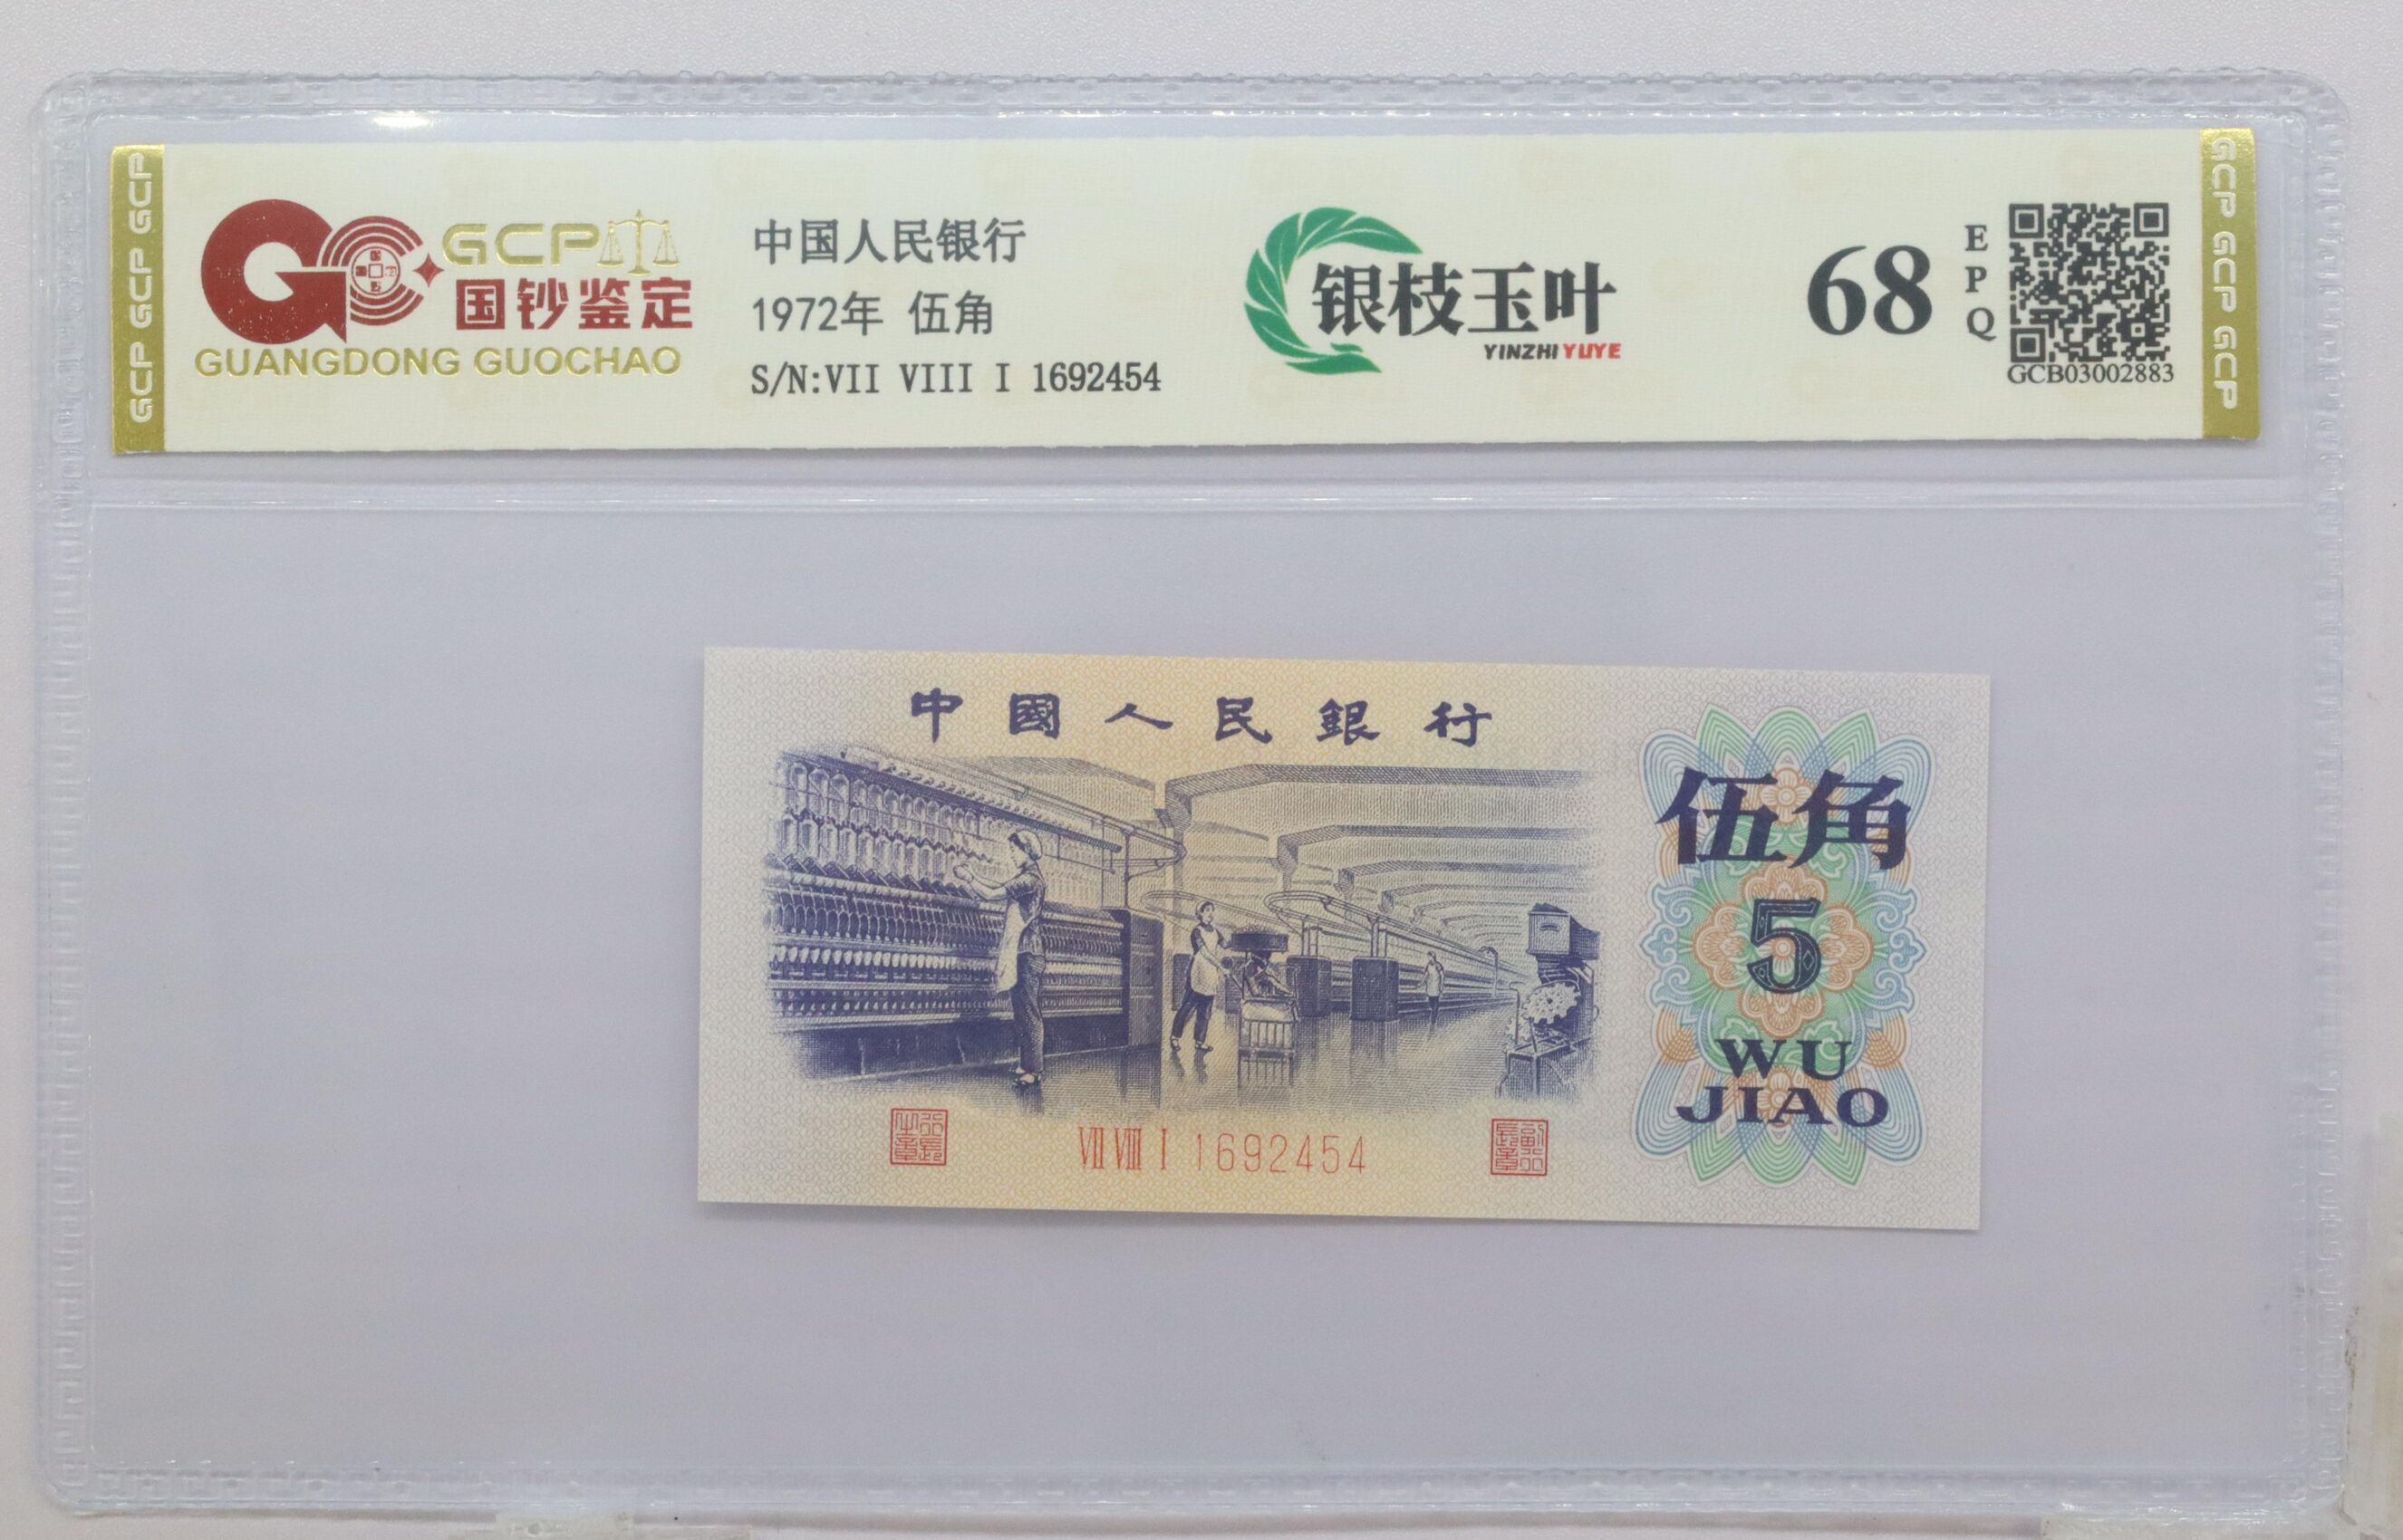 GCP GCP GCP
GCP
国钞鉴定
GUANGDONG GUOCHAO
中国人民银行
1972年 伍角
S/N:VII VIII I 1692454
银枝玉叶
YINZHI YUYE
68
EPQ
GCB03002883
GCP GCP GCP
中國人民銀行
伍角
5
WU
JIAO
VII VIII I 1692454